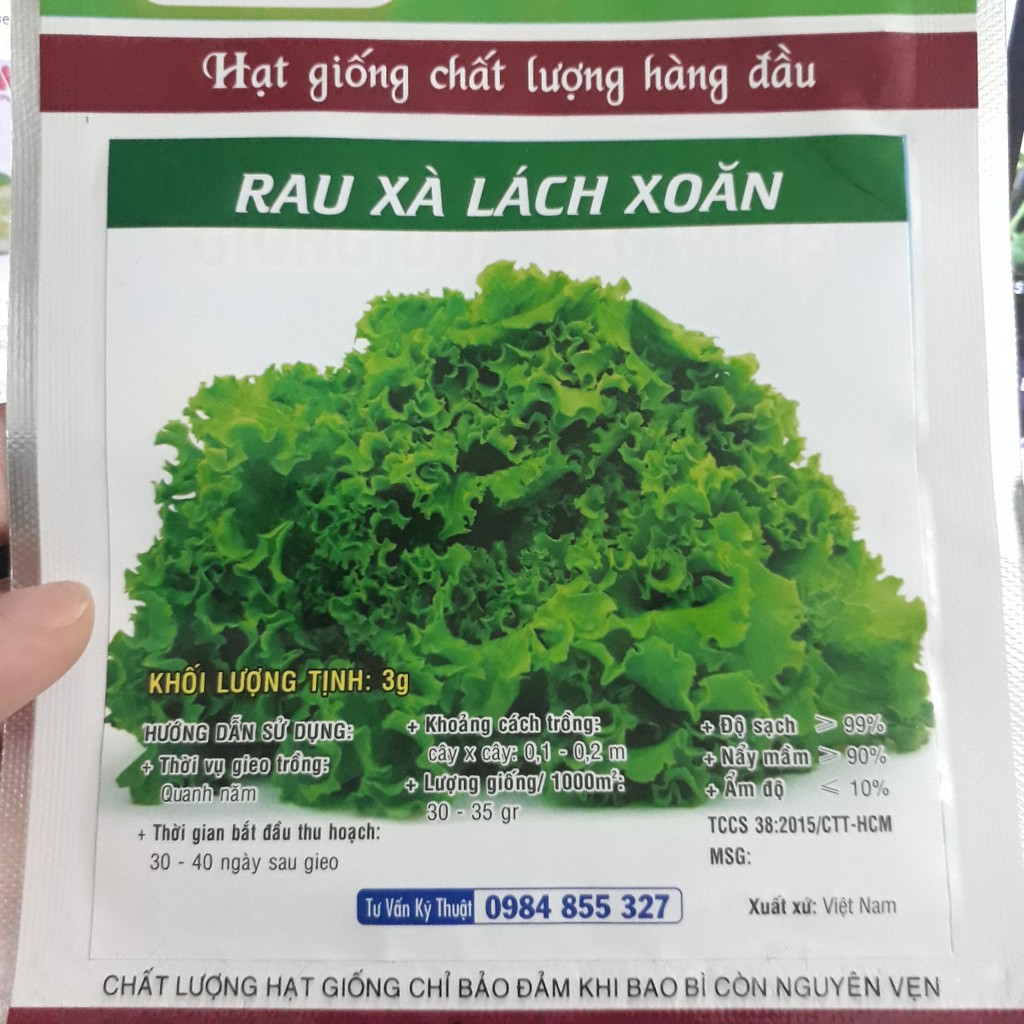 Hạt giống chất lượng hàng đầu
RAU XÀ LÁCH XOĂN
KHỐI LƯỢNG TỊNH: 3g
HƯỚNG DẪN SỬ DỤNG:
+ Thời vụ gieo trồng:
Quanh năm
+ Thời gian bắt đầu thu hoạch:
30 - 40 ngày sau gieo
+ Khoảng cách trồng:
cây x cây: 0,1 - 0,2 m
+ Lượng giống/ 1000m²:
30 - 35 gr
+ Độ sạch ⩾ 99%
+ Nẩy mầm ⩾ 90%
+ Ẩm độ ⩽ 10%
TCCS 38:2015/CTT-HCM
MSG:
Tư Vấn Kỹ Thuật 0984 855 327
Xuất xứ: Việt Nam
CHẤT LƯỢNG HẠT GIỐNG CHỈ BẢO ĐẢM KHI BAO BÌ CÒN NGUYÊN VẸN